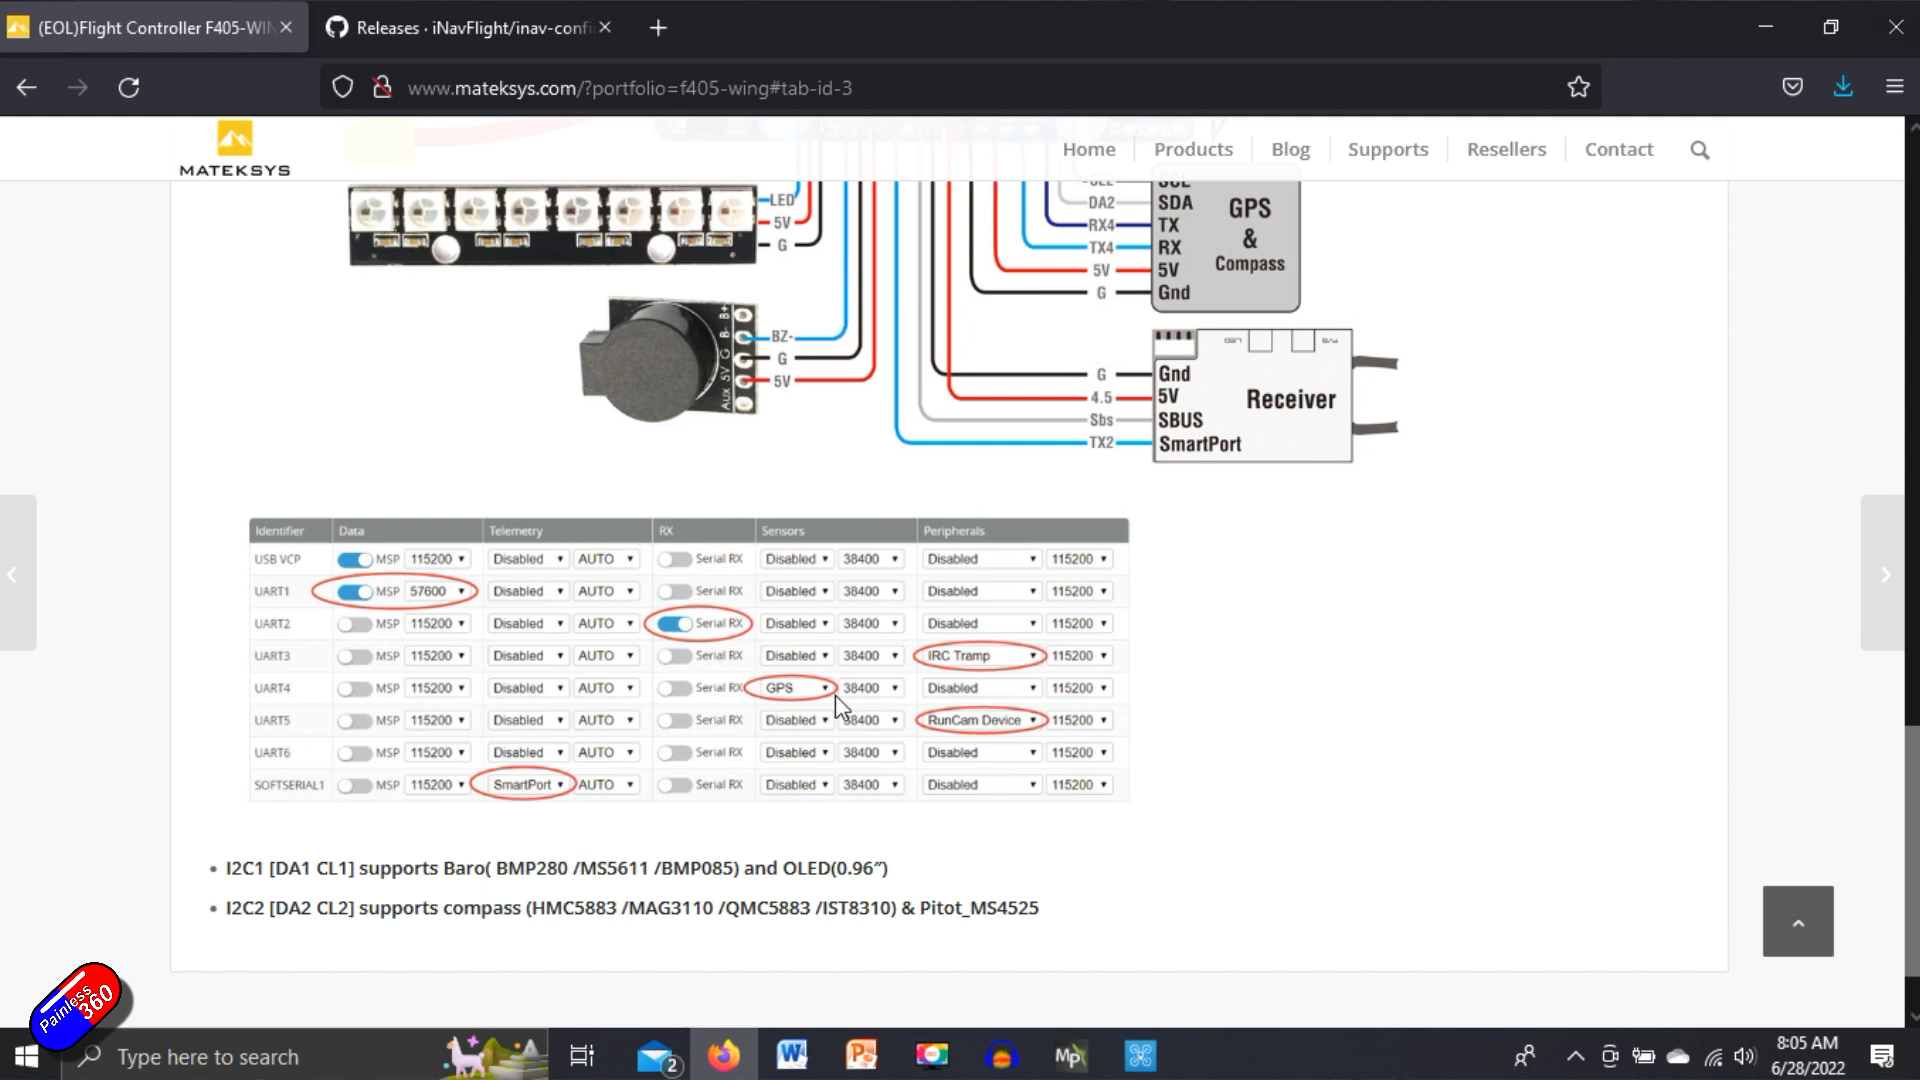 (EOL)Flight Controller F405-WIN
Releases · iNavFlight/inav-confi
www.mateksys.com/?portfolio=f405-wing#tab-id-3
MATEKSYS
Home Products Blog Supports Resellers Contact
LED
5V
G
BZ-
G
5V
B+
B-
G
5V
Aux
DA2 SDA
RX4 TX
TX4 RX
5V 5V
G Gnd
GPS
&
Compass
G Gnd
4.5 5V
Sbs SBUS
TX2 SmartPort
Receiver
Identifier Data Telemetry RX Sensors Peripherals
USB VCP MSP 115200 Disabled AUTO Serial RX Disabled 38400 Disabled 115200
UART1 MSP 57600 Disabled AUTO Serial RX Disabled 38400 Disabled 115200
UART2 MSP 115200 Disabled AUTO Serial RX Disabled 38400 Disabled 115200
UART3 MSP 115200 Disabled AUTO Serial RX Disabled 38400 IRC Tramp 115200
UART4 MSP 115200 Disabled AUTO Serial RX GPS 38400 Disabled 115200
UART5 MSP 115200 Disabled AUTO Serial RX Disabled 38400 RunCam Device 115200
UART6 MSP 115200 Disabled AUTO Serial RX Disabled 38400 Disabled 115200
SOFTSERIAL1 MSP 115200 SmartPort AUTO Serial RX Disabled 38400 Disabled 115200
• I2C1 [DA1 CL1] supports Baro( BMP280 /MS5611 /BMP085) and OLED(0.96″)
• I2C2 [DA2 CL2] supports compass (HMC5883 /MAG3110 /QMC5883 /IST8310) & Pitot_MS4525
Painless
360
Type here to search
2
Mp
8:05 AM
6/28/2022